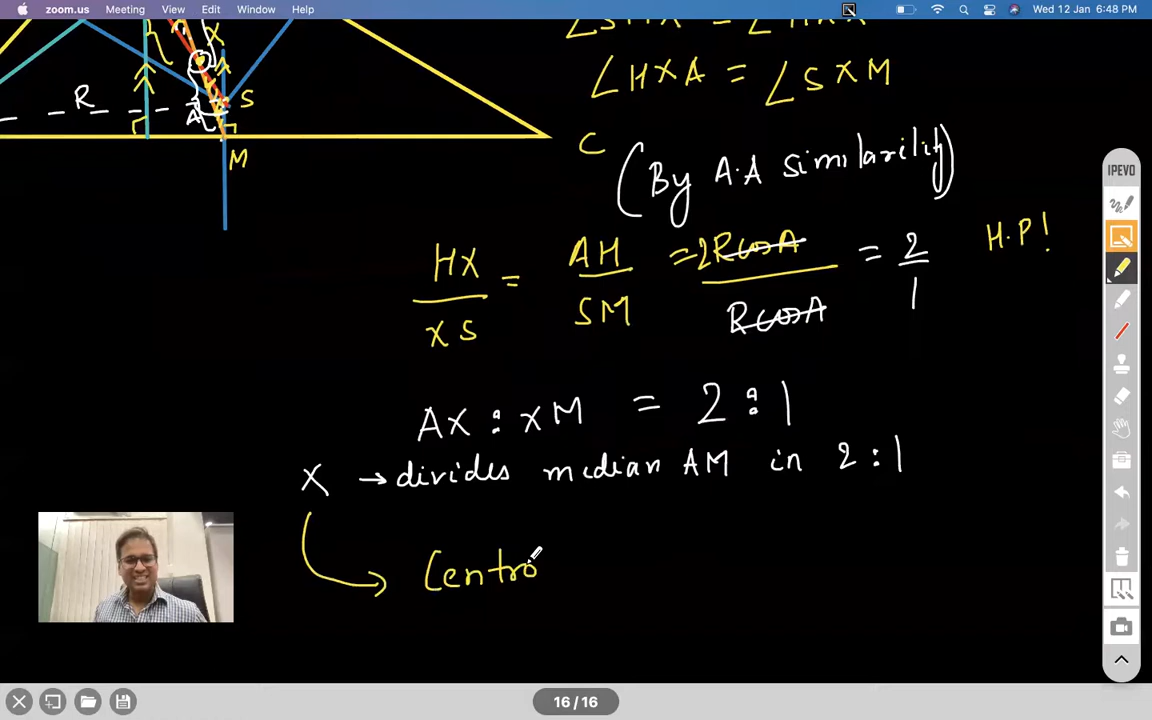 zoom.us Meeting View Edit Window Help Wed 12 Jan 6:48 PM
R
S
A
M
C
X
∠HXA = ∠SXM
(By A.A similarity)
HX/XS = AH/SM = 2RcosA/RcosA = 2/1 H.P!
AX : XM = 2 : 1
X → divides median AM in 2 : 1
Centro
IPEVO
16/16